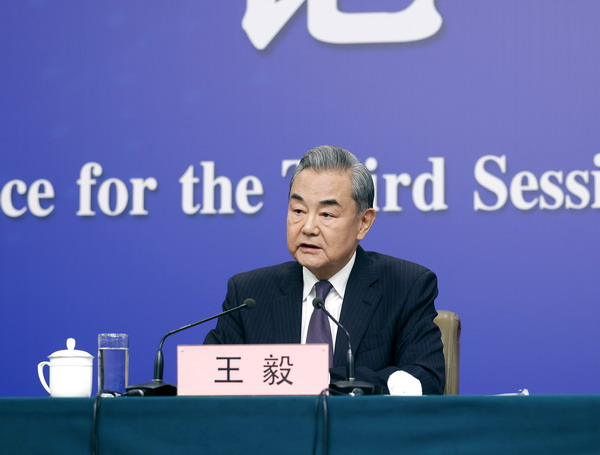 ce for the Third Sessi
王 毅